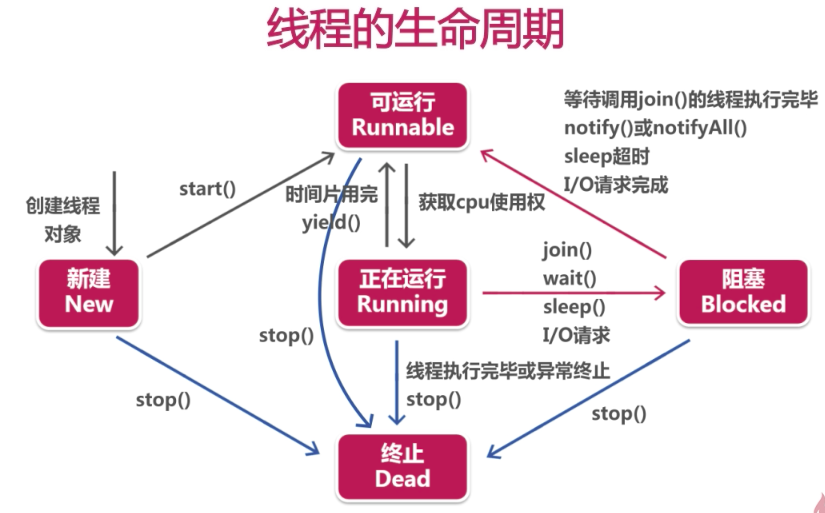 线程的生命周期
可运行
Runnable
等待调用join()的线程执行完毕
notify()或notifyAll()
sleep超时
I/O请求完成
创建线程
对象
start()
时间片用完
yield()
获取cpu使用权
新建
New
正在运行
Running
join()
wait()
sleep()
I/O请求
阻塞
Blocked
stop()
stop()
线程执行完毕或异常终止
stop()
stop()
终止
Dead